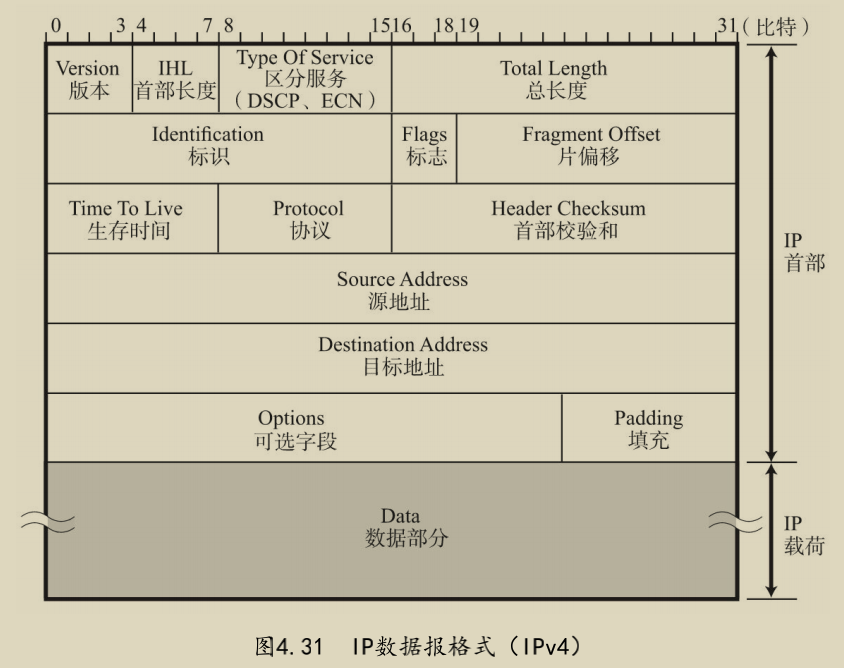 0 3 4 7 8 15 16 18 19 31(比特)
Version
版本
IHL
首部长度
Type Of Service
区分服务
(DSCP、ECN)
Total Length
总长度
Identification
标识
Flags
标志
Fragment Offset
片偏移
Time To Live
生存时间
Protocol
协议
Header Checksum
首部校验和
Source Address
源地址
Destination Address
目标地址
Options
可选字段
Padding
填充
IP
首部
Data
数据部分
IP
载荷
图4.31 IP数据报格式(IPv4)